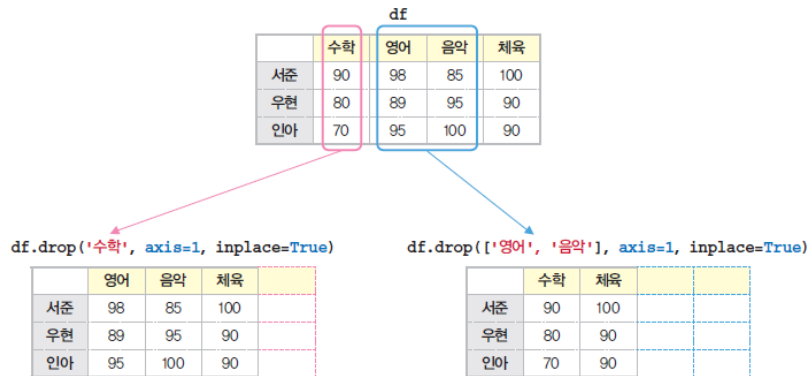 df
수학 영어 음악 체육
서준 90 98 85 100
우현 80 89 95 90
인아 70 95 100 90
df.drop('수학', axis=1, inplace=True)
영어 음악 체육
서준 98 85 100
우현 89 95 90
인아 95 100 90
df.drop(['영어', '음악'], axis=1, inplace=True)
수학 체육
서준 90 100
우현 80 90
인아 70 90